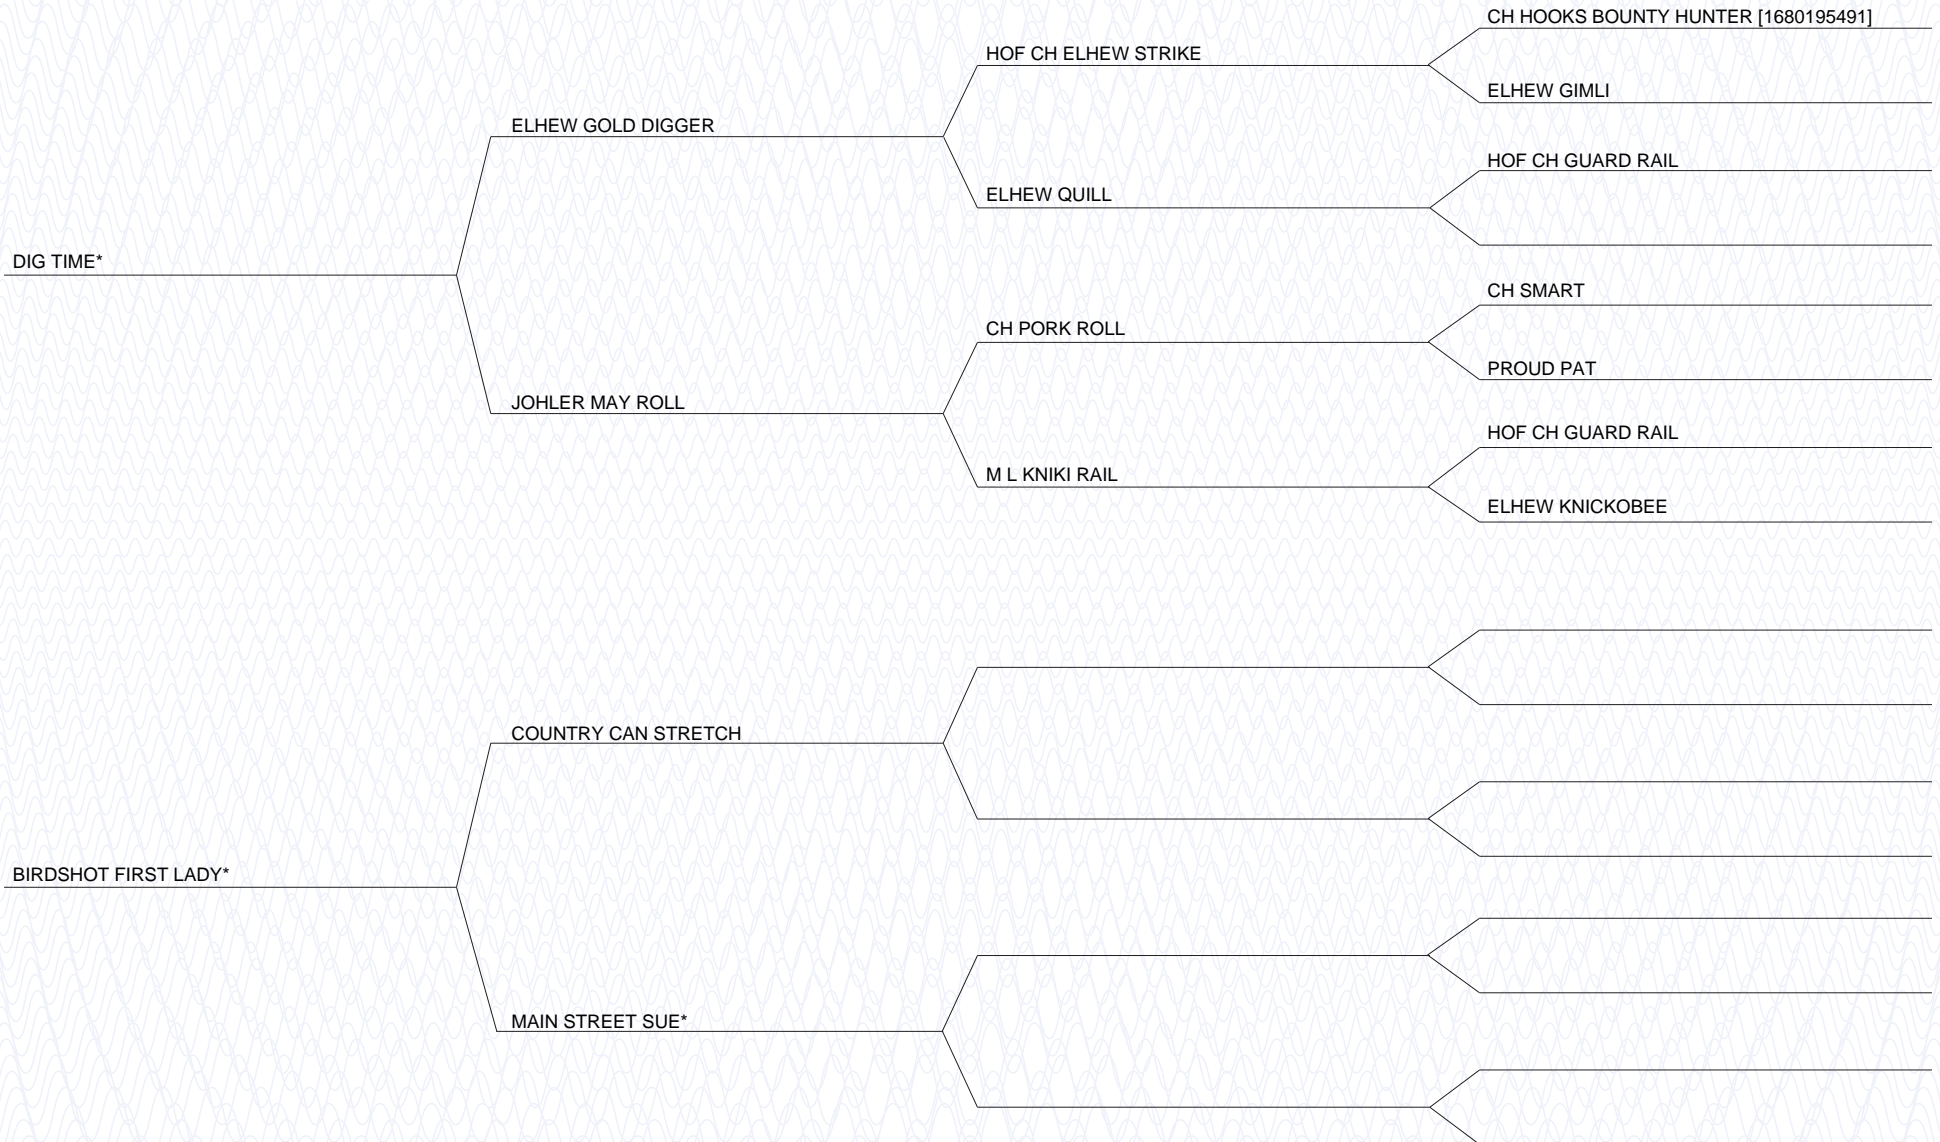 CH HOOKS BOUNTY HUNTER [1680195491]
HOF CH ELHEW STRIKE
ELHEW GIMLI
ELHEW GOLD DIGGER
HOF CH GUARD RAIL
ELHEW QUILL
DIG TIME*
CH SMART
CH PORK ROLL
PROUD PAT
JOHLER MAY ROLL
HOF CH GUARD RAIL
M L KNIKI RAIL
ELHEW KNICKOBEE
COUNTRY CAN STRETCH
BIRDSHOT FIRST LADY*
MAIN STREET SUE*